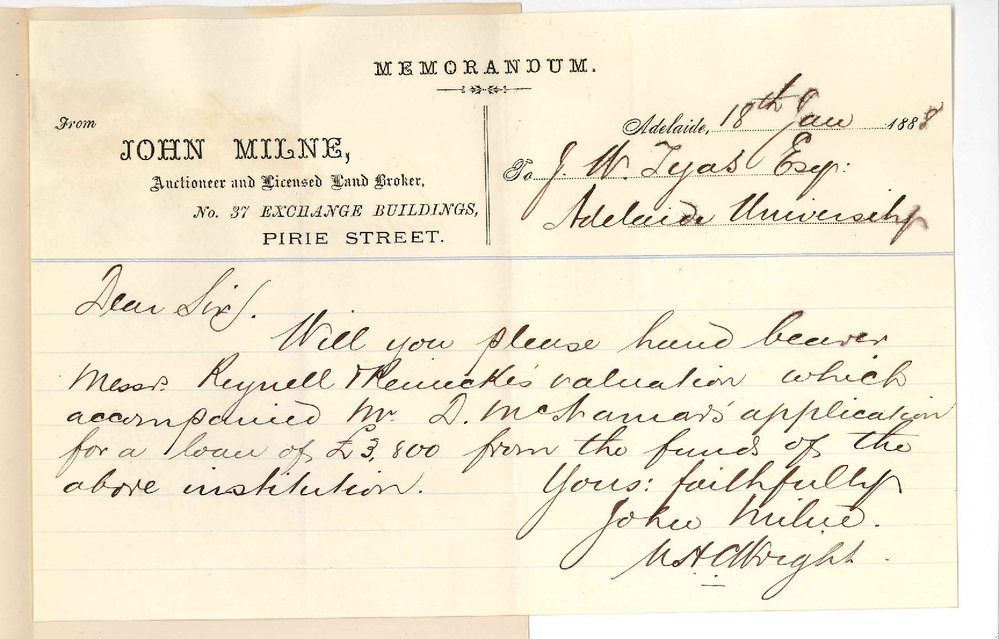 MEMORANDUM.
From
JOHN MILNE,
Auctioneer and Licensed Land Broker,
No. 37 EXCHANGE BUILDINGS,
PIRIE STREET.
Adelaide, 18th Jan 1888
To J. W. Tyas Esq:
Adelaide University
Dear Sir/.
Will you please hand bearer
Messrs. Reynell & Reinecke's valuation which
accompanied Mr. D. McNamara's application
for a loan of £3,800 from the funds of the
above institution.
Yours: faithfully
John Milne.
Wright